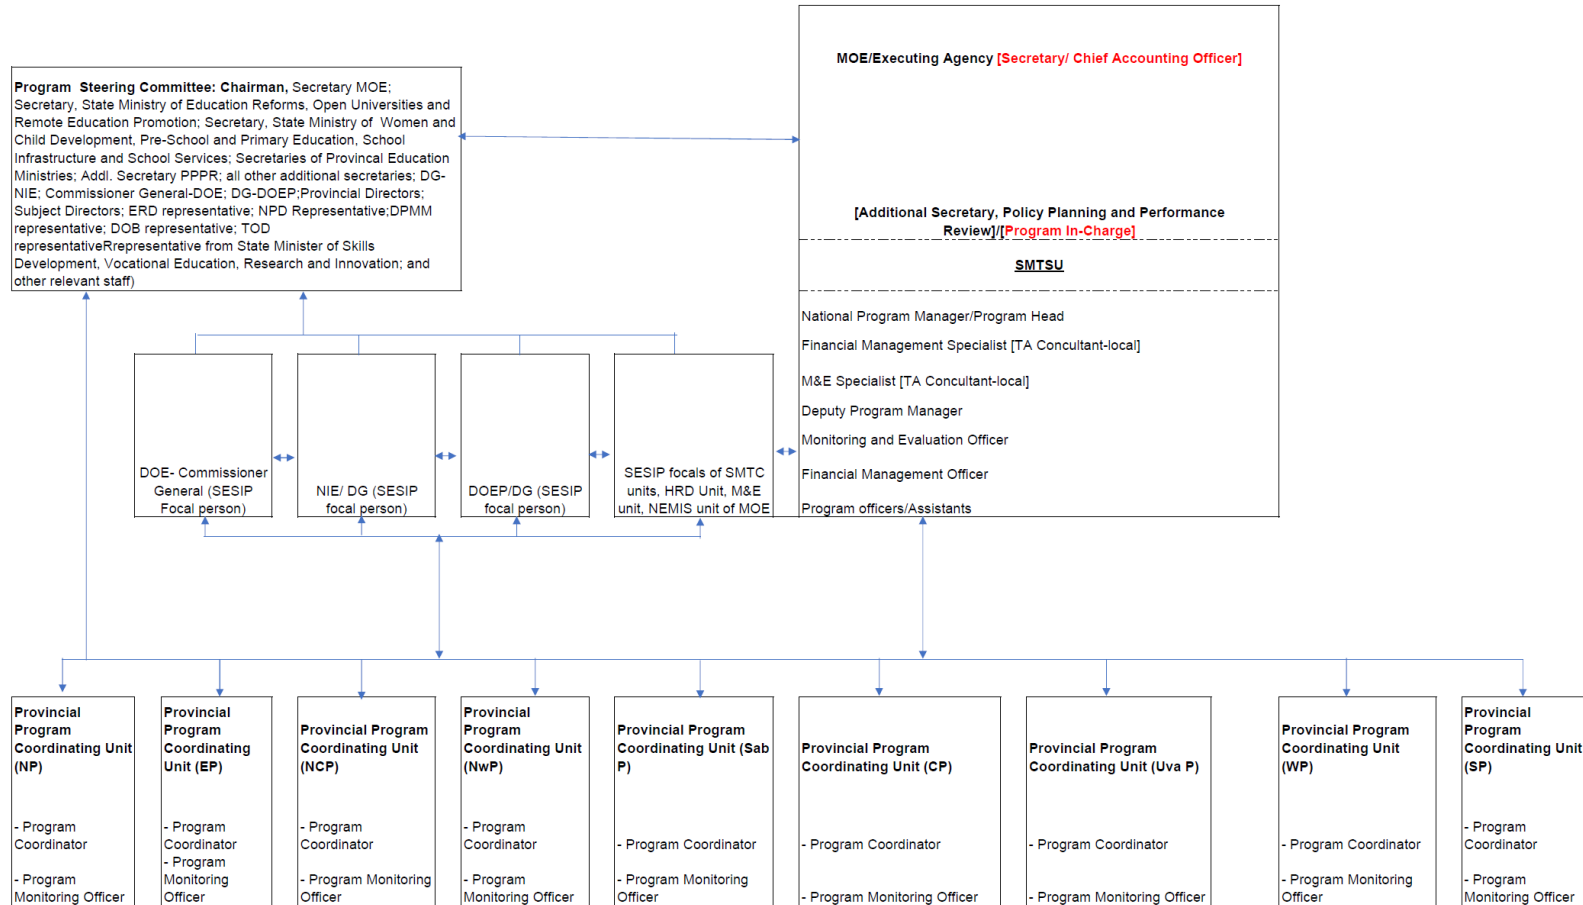 MOE/Executing Agency [Secretary/ Chief Accounting Officer]
Program Steering Committee: Chairman, Secretary MOE;
Secretary, State Ministry of Education Reforms, Open Universities and
Remote Education Promotion; Secretary, State Ministry of Women and
Child Development, Pre-School and Primary Education, School
Infrastructure and School Services; Secretaries of Provincal Education
Ministries; Addl. Secretary PPPR; all other additional secretaries; DG-
NIE; Commissioner General-DOE; DG-DOEP;Provincial Directors;
Subject Directors; ERD representative; NPD Representative;DPMM
representative; DOB representative; TOD
representativeRrepresentative from State Minister of Skills
Development, Vocational Education, Research and Innovation; and
other relevant staff)
[Additional Secretary, Policy Planning and Performance
Review]/[Program In-Charge]
SMTSU
National Program Manager/Program Head
Financial Management Specialist [TA Concultant-local]
M&E Specialist [TA Concultant-local]
Deputy Program Manager
Monitoring and Evaluation Officer
Financial Management Officer
Program officers/Assistants
DOE- Commissioner
General (SESIP
Focal person)
NIE/ DG (SESIP
focal person)
DOEP/DG (SESIP
focal person)
SESIP focals of SMTC
units, HRD Unit, M&E
unit, NEMIS unit of MOE
Provincial
Program
Coordinating Unit
(NP)
- Program
Coordinator
- Program
Monitoring Officer
Provincial
Program
Coordinating
Unit (EP)
- Program
Coordinator
- Program
Monitoring
Officer
Provincial Program
Coordinating Unit
(NCP)
- Program
Coordinator
- Program Monitoring
Officer
Provincial
Program
Coordinating Unit
(NwP)
- Program
Coordinator
- Program
Monitoring Officer
Provincial Program
Coordinating Unit (Sab
P)
- Program Coordinator
- Program Monitoring
Officer
Provincial Program
Coordinating Unit (CP)
- Program Coordinator
- Program Monitoring Officer
Provincial Program
Coordinating Unit (Uva P)
- Program Coordinator
- Program Monitoring Officer
Provincial Program
Coordinating Unit
(WP)
- Program Coordinator
- Program Monitoring
Officer
Provincial
Program
Coordinating Unit
(SP)
- Program
Coordinator
- Program
Monitoring Officer